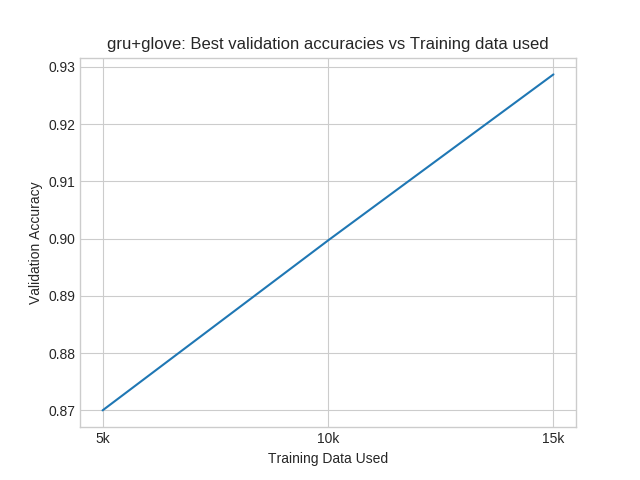 gru+glove: Best validation accuracies vs Training data used
0.93
0.92
0.91
0.90
0.89
0.88
0.87
Validation Accuracy
5k 10k 15k
Training Data Used